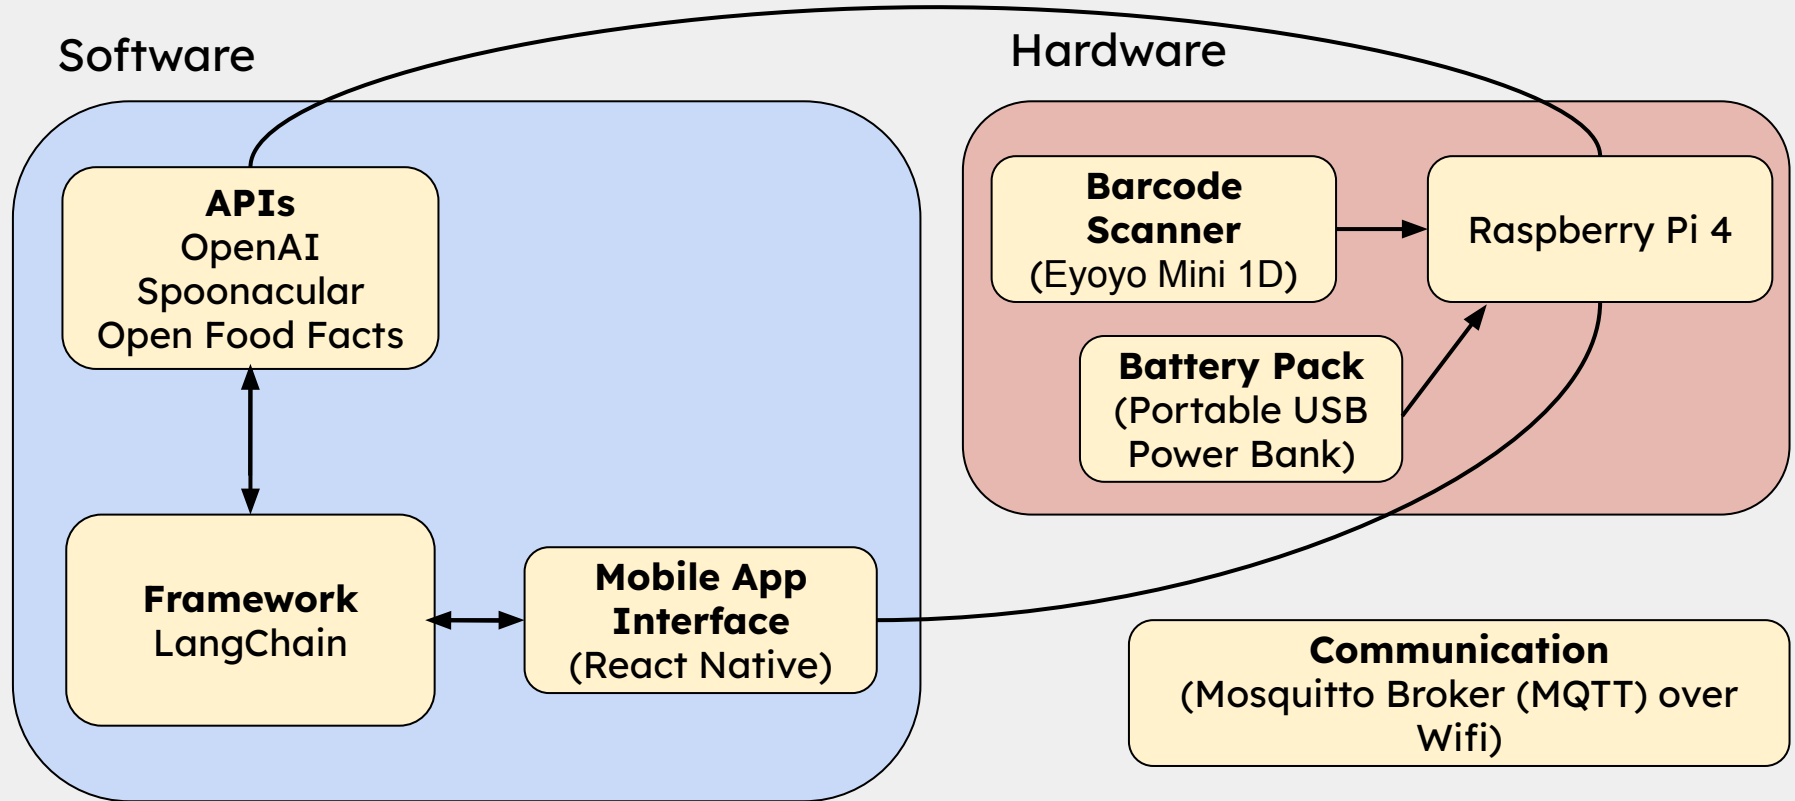 Software
Hardware
APIs
OpenAI
Spoonacular
Open Food Facts
Barcode
Scanner
(Eyoyo Mini 1D)
Raspberry Pi 4
Battery Pack
(Portable USB
Power Bank)
Framework
LangChain
Mobile App
Interface
(React Native)
Communication
(Mosquitto Broker (MQTT) over
Wifi)